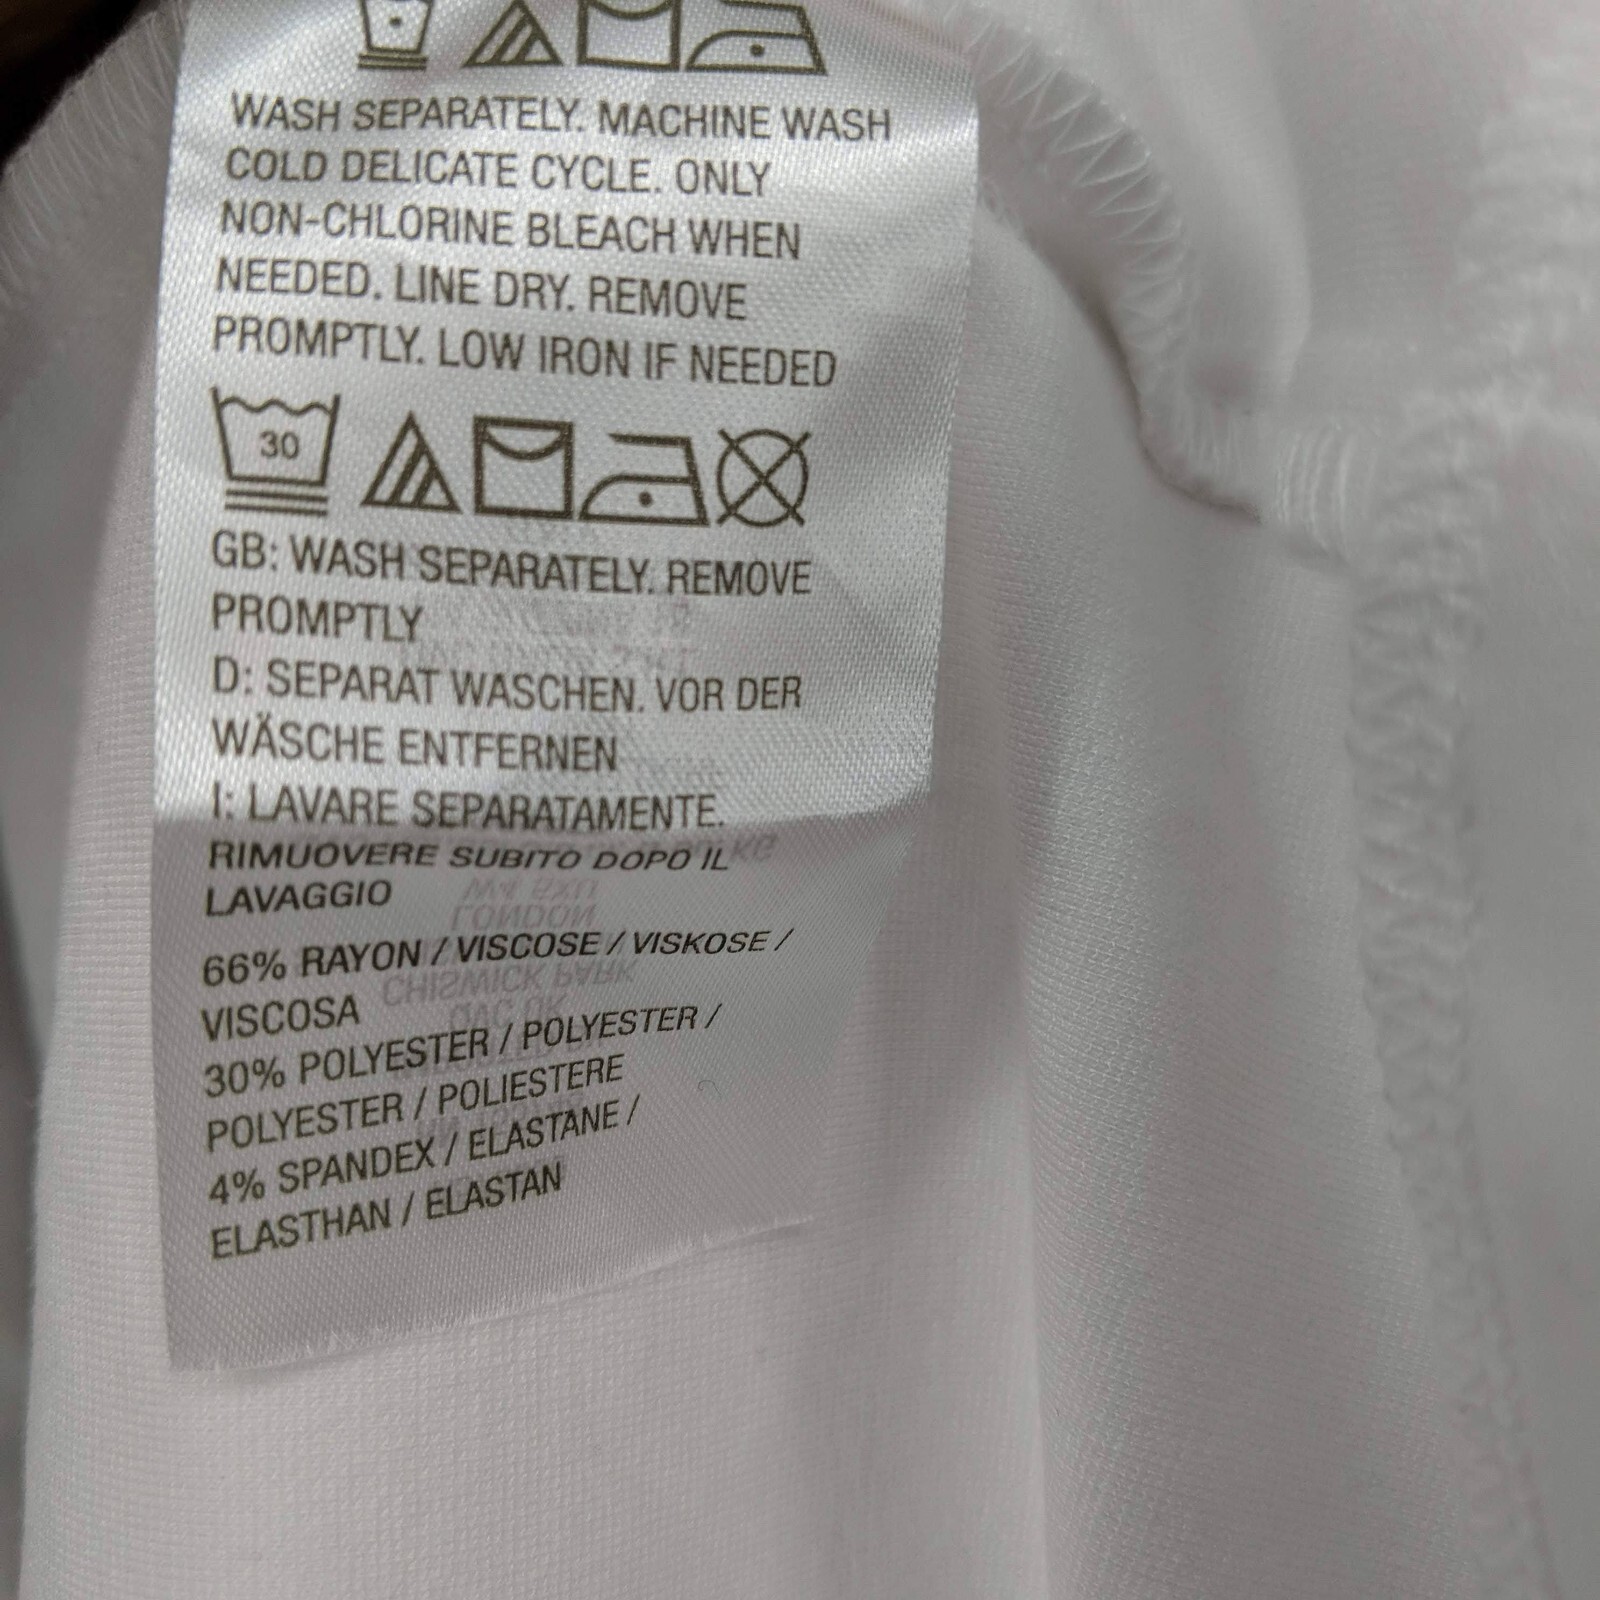 WASH SEPARATELY. MACHINE WASH
COLD DELICATE CYCLE. ONLY
NON-CHLORINE BLEACH WHEN
NEEDED. LINE DRY. REMOVE
PROMPTLY. LOW IRON IF NEEDED
30
GB: WASH SEPARATELY. REMOVE
PROMPTLY
D: SEPARAT WASCHEN. VOR DER
WÄSCHE ENTFERNEN
I: LAVARE SEPARATAMENTE.
RIMUOVERE SUBITO DOPO IL
LAVAGGIO
66% RAYON / VISCOSE / VISKOSE /
VISCOSA
30% POLYESTER / POLYESTER /
POLYESTER / POLIESTERE
4% SPANDEX / ELASTANE /
ELASTHAN / ELASTAN